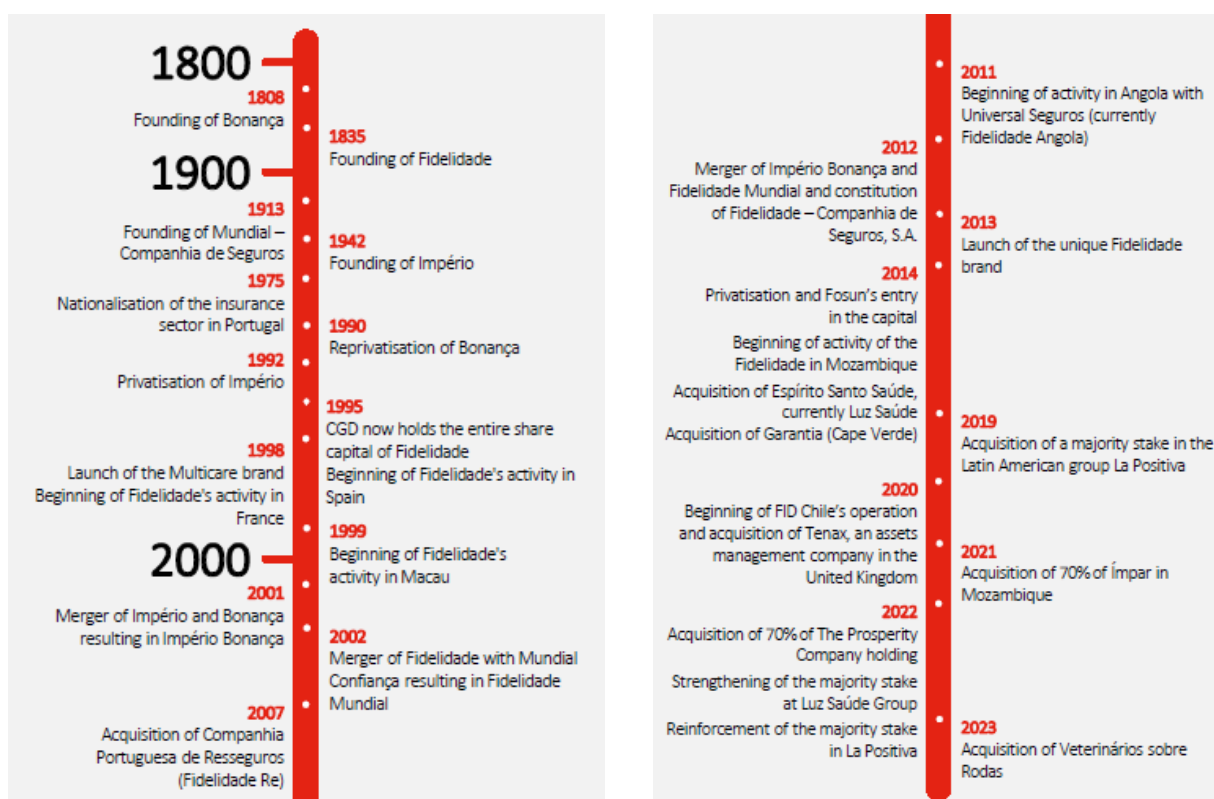 1800
1808
Founding of Bonança
1835
Founding of Fidelidade
1900
1913
Founding of Mundial –
Companhia de Seguros
1942
Founding of Império
1975
Nationalisation of the insurance
sector in Portugal
1990
Reprivatisation of Bonança
1992
Privatisation of Império
1995
CGD now holds the entire share
capital of Fidelidade
Beginning of Fidelidade's activity in
Spain
1998
Launch of the Multicare brand
Beginning of Fidelidade's activity in
France
1999
Beginning of Fidelidade's
activity in Macau
2000
2001
Merger of Império and Bonança
resulting in Império Bonança
2002
Merger of Fidelidade with Mundial
Confiança resulting in Fidelidade
Mundial
2007
Acquisition of Companhia
Portuguesa de Resseguros
(Fidelidade Re)
2011
Beginning of activity in Angola with
Universal Seguros (currently
Fidelidade Angola)
2012
Merger of Império Bonança and
Fidelidade Mundial and constitution
of Fidelidade – Companhia de
Seguros, S.A.
2013
Launch of the unique Fidelidade
brand
2014
Privatisation and Fosun's entry
in the capital
Beginning of activity of the
Fidelidade in Mozambique
Acquisition of Espírito Santo Saúde,
currently Luz Saúde
Acquisition of Garantia (Cape Verde)
2019
Acquisition of a majority stake in the
Latin American group La Positiva
2020
Beginning of FID Chile's operation
and acquisition of Tenax, an assets
management company in the
United Kingdom
2021
Acquisition of 70% of Ímpar in
Mozambique
2022
Acquisition of 70% of The Prosperity
Company holding
Strengthening of the majority stake
at Luz Saúde Group
Reinforcement of the majority stake
in La Positiva
2023
Acquisition of Veterinários sobre
Rodas